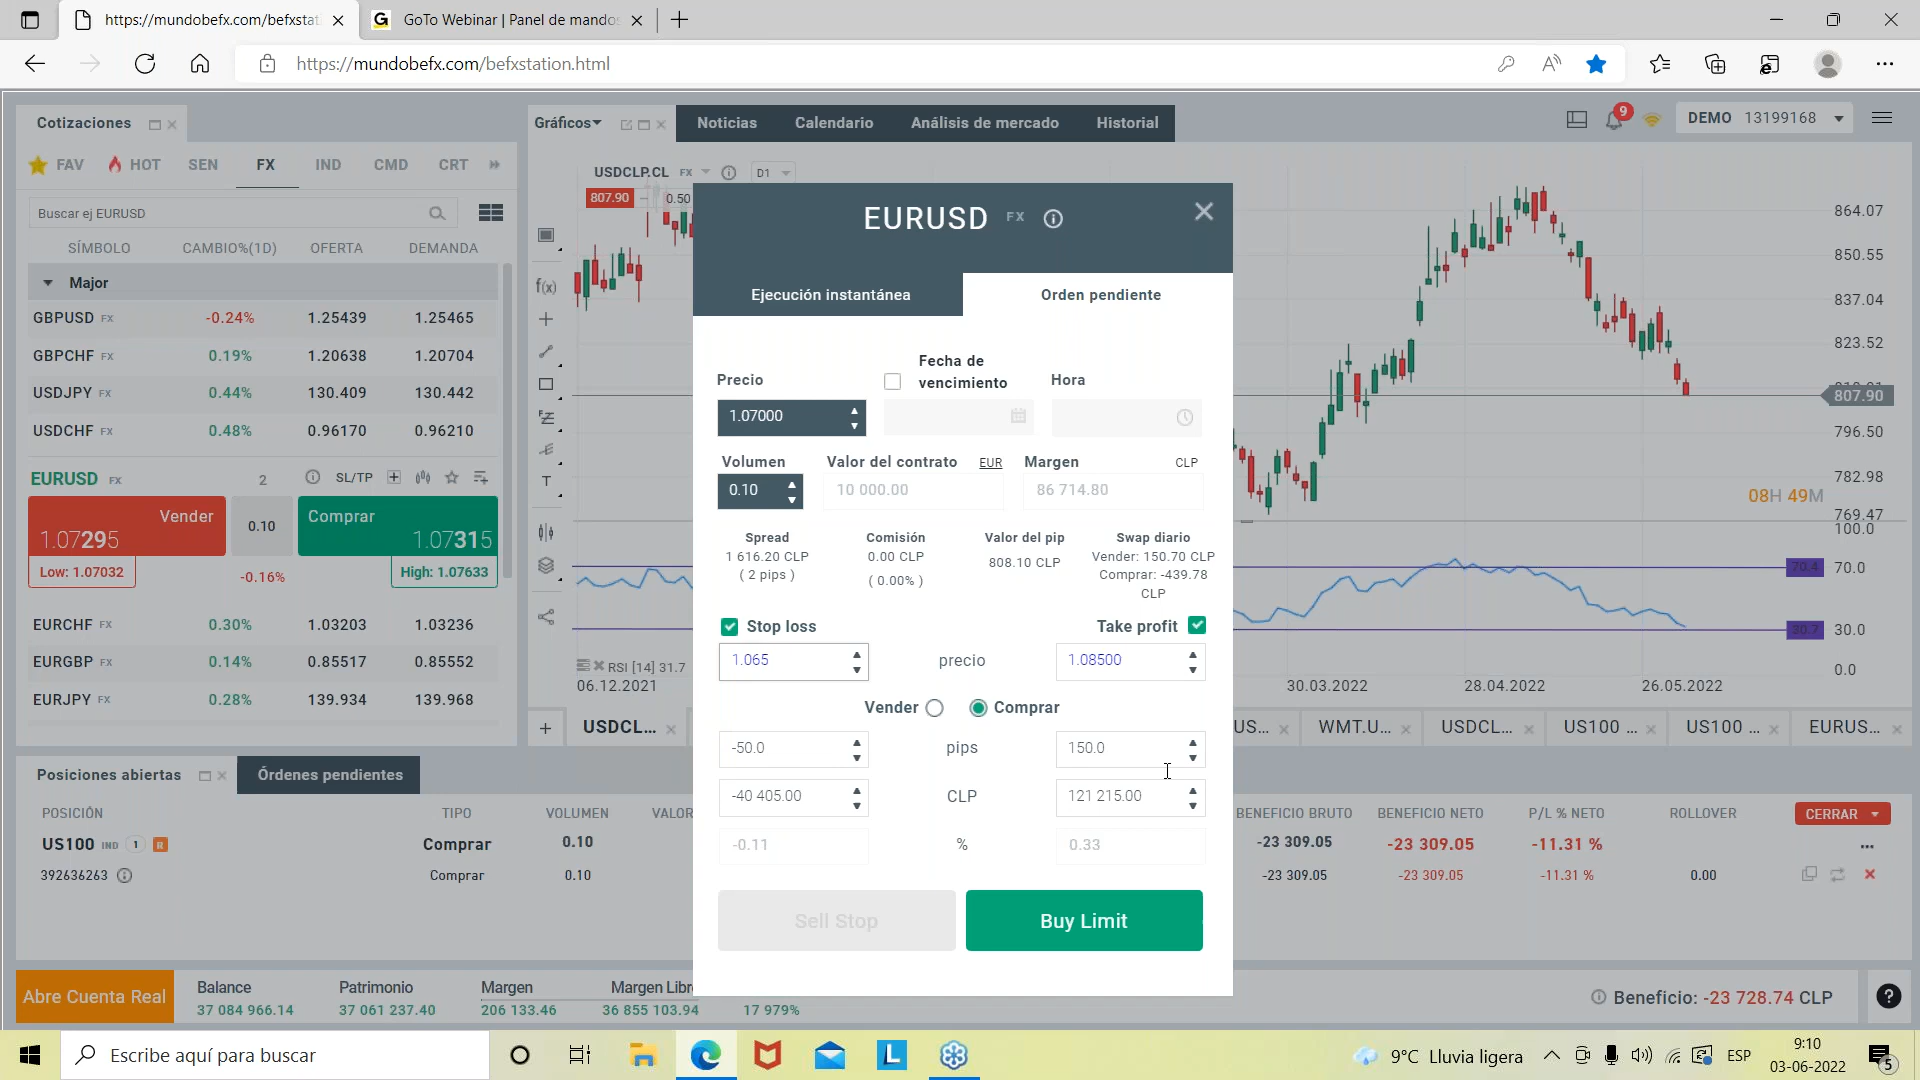 https://mundobefx.com/befxstat
GoTo Webinar | Panel de mandos
https://mundobefx.com/befxstation.html
Cotizaciones
Gráficos
Noticias
Calendario
Análisis de mercado
Historial
9
DEMO 13199168
FAV
HOT
SEN
FX
IND
CMD
CRT
Buscar ej EURUSD
SÍMBOLO CAMBIO%(1D) OFERTA DEMANDA
Major
GBPUSD FX -0.24% 1.25439 1.25465
GBPCHF FX 0.19% 1.20638 1.20704
USDJPY FX 0.44% 130.409 130.442
USDCHF FX 0.48% 0.96170 0.96210
EURUSD FX 2 SL/TP
Vender
1.07295
0.10
Comprar
1.07315
Low: 1.07032
-0.16%
High: 1.07633
EURCHF FX 0.30% 1.03203 1.03236
EURGBP FX 0.14% 0.85517 0.85552
EURJPY FX 0.28% 139.934 139.968
USDCLP.CL FX D1
807.90
0.50
f(x)
T
864.07
850.55
837.04
823.52
807.90
796.50
782.98
08H 49M
769.47
100.0
70.4
70.0
30.7
30.0
0.0
RSI [14] 31.7
06.12.2021
30.03.2022
28.04.2022
26.05.2022
USDCL...
US...
WMT.U...
USDCL...
US100 ...
US100 ...
EURUS...
EURUSD FX
Ejecución instantánea
Orden pendiente
Precio
Fecha de
vencimiento
Hora
1.07000
Volumen
Valor del contrato EUR
Margen CLP
0.10
10 000.00
86 714.80
Spread
1 616.20 CLP
( 2 pips )
Comisión
0.00 CLP
( 0.00% )
Valor del pip
808.10 CLP
Swap diario
Vender: 150.70 CLP
Comprar: -439.78
CLP
Stop loss
Take profit
1.065 precio 1.08500
Vender
Comprar
-50.0 pips 150.0
-40 405.00 CLP 121 215.00
-0.11 % 0.33
Sell Stop
Buy Limit
Posiciones abiertas
Órdenes pendientes
POSICIÓN TIPO VOLUMEN VALOR BENEFICIO BRUTO BENEFICIO NETO P/L % NETO ROLLOVER CERRAR
US100 IND 1 R Comprar 0.10 -23 309.05 -23 309.05 -11.31 %
392636263 Comprar 0.10 -23 309.05 -23 309.05 -11.31 % 0.00
Abre Cuenta Real
Balance
37 084 966.14
Patrimonio
37 061 237.40
Margen
206 133.46
Margen Libr
36 855 103.94
17 979%
Beneficio: -23 728.74 CLP
Escribe aquí para buscar
L
9°C Lluvia ligera
ESP
9:10
03-06-2022
5